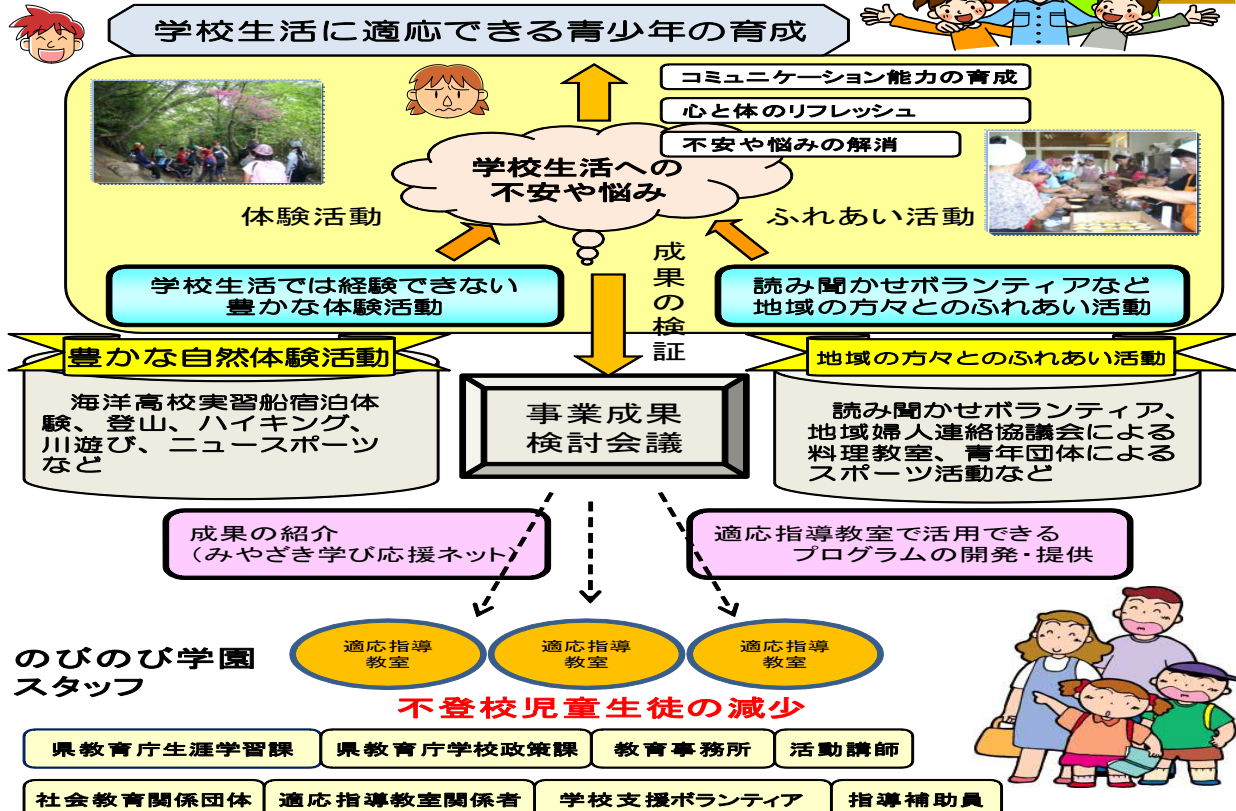 学校生活に適応できる青少年の育成
コミュニケーション能力の育成
心と体のリフレッシュ
不安や悩みの解消
学校生活への
不安や悩み
体験活動
ふれあい活動
成果の検証
学校生活では経験できない
豊かな体験活動
読み聞かせボランティアなど
地域の方々とのふれあい活動
豊かな自然体験活動
海洋高校実習船宿泊体
験、登山、ハイキング、
川遊び、ニュースポーツ
など
事業成果
検討会議
地域の方々とのふれあい活動
読み聞かせボランティア、
地域婦人連絡協議会による
料理教室、青年団体による
スポーツ活動など
成果の紹介
（みやざき学び応援ネット）
適応指導教室で活用できる
プログラムの開発・提供
適応指導
教室
適応指導
教室
適応指導
教室
のびのび学園
スタッフ
不登校児童生徒の減少
県教育庁生涯学習課
県教育庁学校政策課
教育事務所
活動講師
社会教育関係団体
適応指導教室関係者
学校支援ボランティア
指導補助員